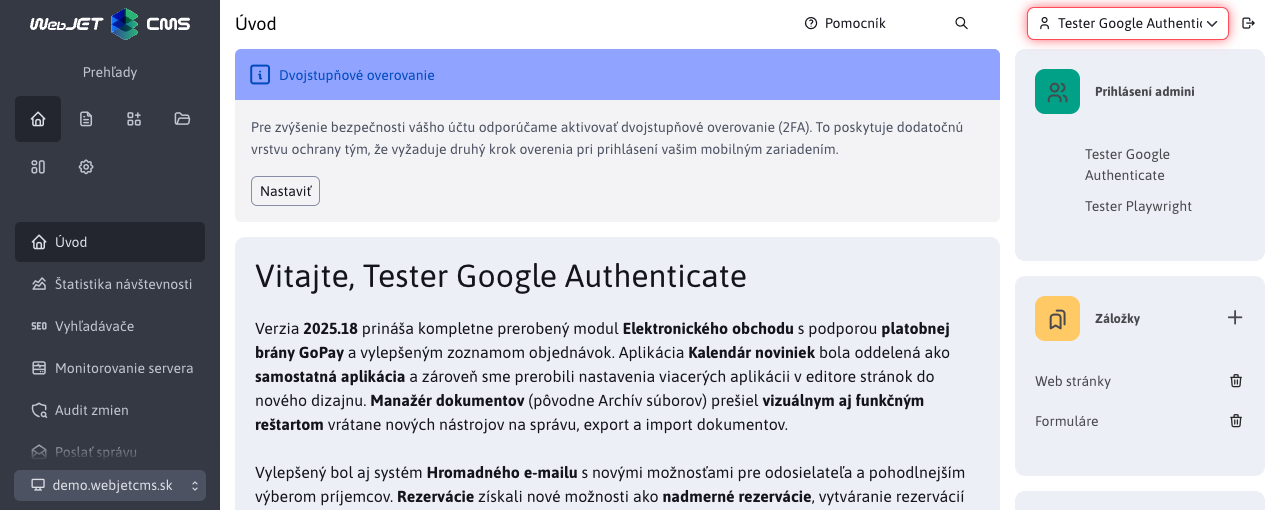 WebJET CMS
Prehľady
Úvod
Štatistika návštevnosti
SEO Vyhľadávače
Monitorovanie servera
Audit zmien
Poslať správu
demo.webjetcms.sk
Úvod
Pomocník
Tester Google Authentic
Dvojstupňové overovanie
Pre zvýšenie bezpečnosti vášho účtu odporúčame aktivovať dvojstupňové overovanie (2FA). To poskytuje dodatočnú
vrstvu ochrany tým, že vyžaduje druhý krok overenia pri prihlásení vašim mobilným zariadením.
Nastaviť
Vitajte, Tester Google Authenticate
Verzia 2025.18 prináša kompletne prerobený modul Elektronického obchodu s podporou platobnej
brány GoPay a vylepšeným zoznamom objednávok. Aplikácia Kalendár noviniek bola oddelená ako
samostatná aplikácia a zároveň sme prerobili nastavenia viacerých aplikácii v editore stránok do
nového dizajnu. Manažér dokumentov (pôvodne Archív súborov) prešiel vizuálnym aj funkčným
reštartom vrátane nových nástrojov na správu, export a import dokumentov.
Vylepšený bol aj systém Hromadného e-mailu s novými možnosťami pre odosielateľa a pohodlnejším
výberom príjemcov. Rezervácie získali nové možnosti ako nadmerné rezervácie, vytváranie rezervácií
Prihlásení admini
Tester Google
Authenticate
Tester Playwright
Záložky
Web stránky
Formuláre